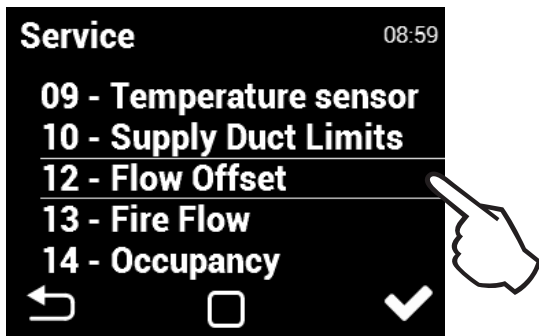 Service 08:59
09 - Temperature sensor
10 - Supply Duct Limits
12 - Flow Offset
13 - Fire Flow
14 - Occupancy